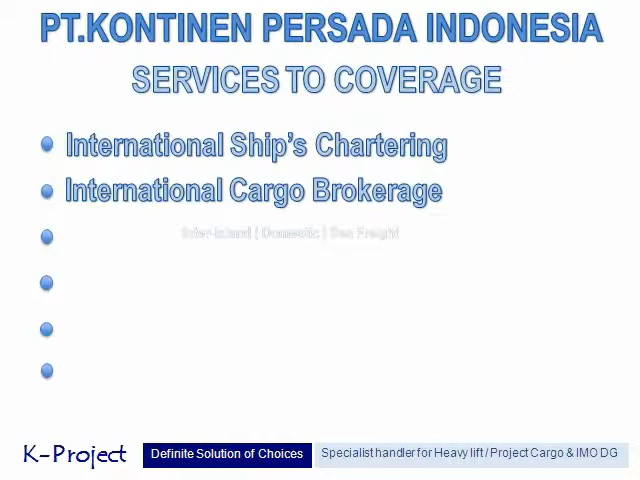 PT.KONTINEN PERSADA INDONESIA
SERVICES TO COVERAGE
International Ship's Chartering
International Cargo Brokerage
Inter-Island | Domestic | Sea Freight
K-Project
Definite Solution of Choices
Specialist handler for Heavy lift / Project Cargo & IMO DG